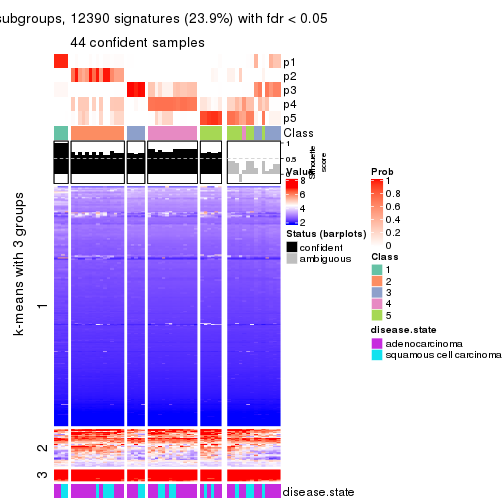 subgroups, 12390 signatures (23.9%) with fdr < 0.05
44 confident samples
p1
p2
p3
p4
p5
Class
1
0.5
0
Silhouette
score
k-means with 3 groups
1
2
3
disease.state
Value
8
6
4
2
Status (barplots)
confident
ambiguous
Prob
1
0.8
0.6
0.4
0.2
0
Class
1
2
3
4
5
disease.state
adenocarcinoma
squamous cell carcinoma